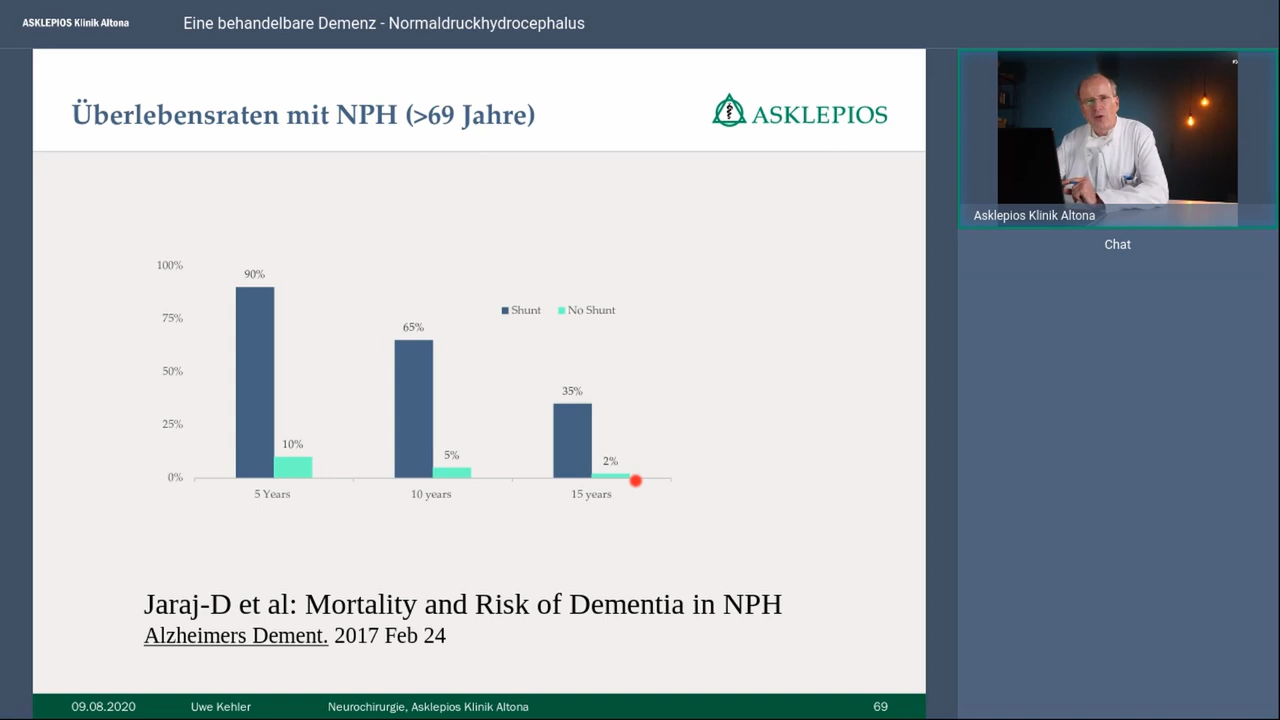 ASKLEPIOS Klinik Altona
Eine behandelbare Demenz - Normaldruckhydrocephalus
Überlebensraten mit NPH (>69 Jahre)
ASKLEPIOS
100%
75%
50%
25%
0%
90%
10%
65%
5%
35%
2%
Shunt
No Shunt
5 Years
10 years
15 years
Jaraj-D et al: Mortality and Risk of Dementia in NPH
Alzheimers Dement. 2017 Feb 24
09.08.2020
Uwe Kehler
Neurochirurgie, Asklepios Klinik Altona
69
Asklepios Klinik Altona
Chat